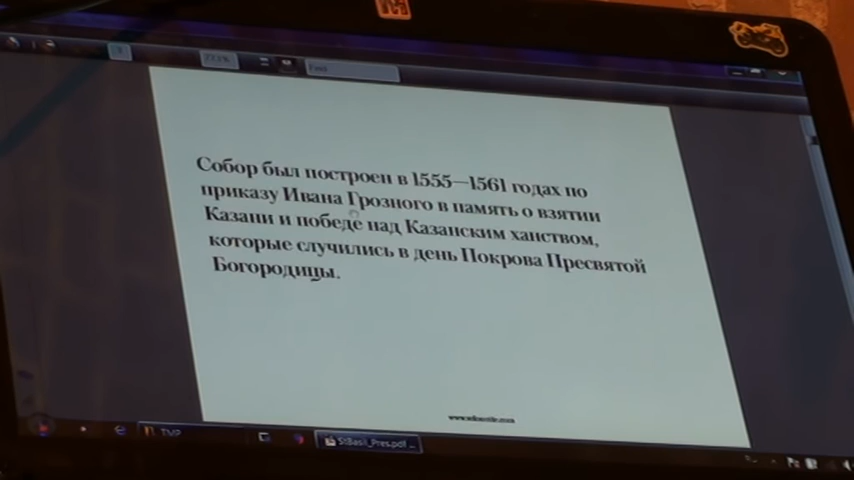 Собор был построен в 1555—1561 годах по
приказу Ивана Грозного в память о взятии
Казани и победе над Казанским ханством,
которые случились в день Покрова Пресвятой
Богородицы.
TMP
StBasil_Pres.pdf ...